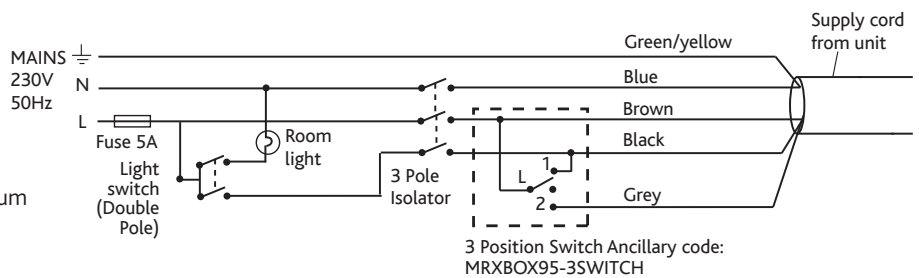 Supply cord
from unit
MAINS
230V
50Hz
N
L
Green/yellow
Blue
Brown
Black
Grey
Fuse 5A
Room
light
Light
switch
(Double
Pole)
3 Pole
Isolator
L
1
2
um
3 Position Switch Ancillary code:
MRXBOX95-3SWITCH